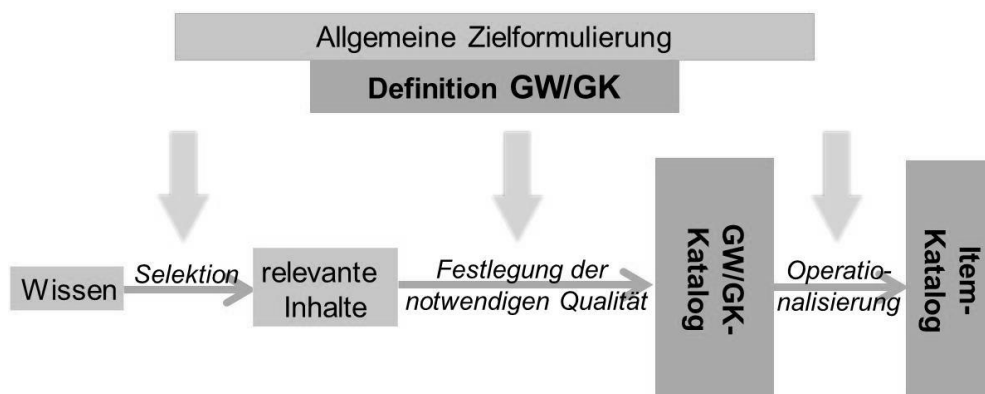 Allgemeine Zielformulierung
Definition GW/GK
Wissen
Selektion
relevante
Inhalte
Festlegung der
notwendigen Qualität
GW/GK-
Katalog
Operatio-
nalisierung
Item-
Katalog